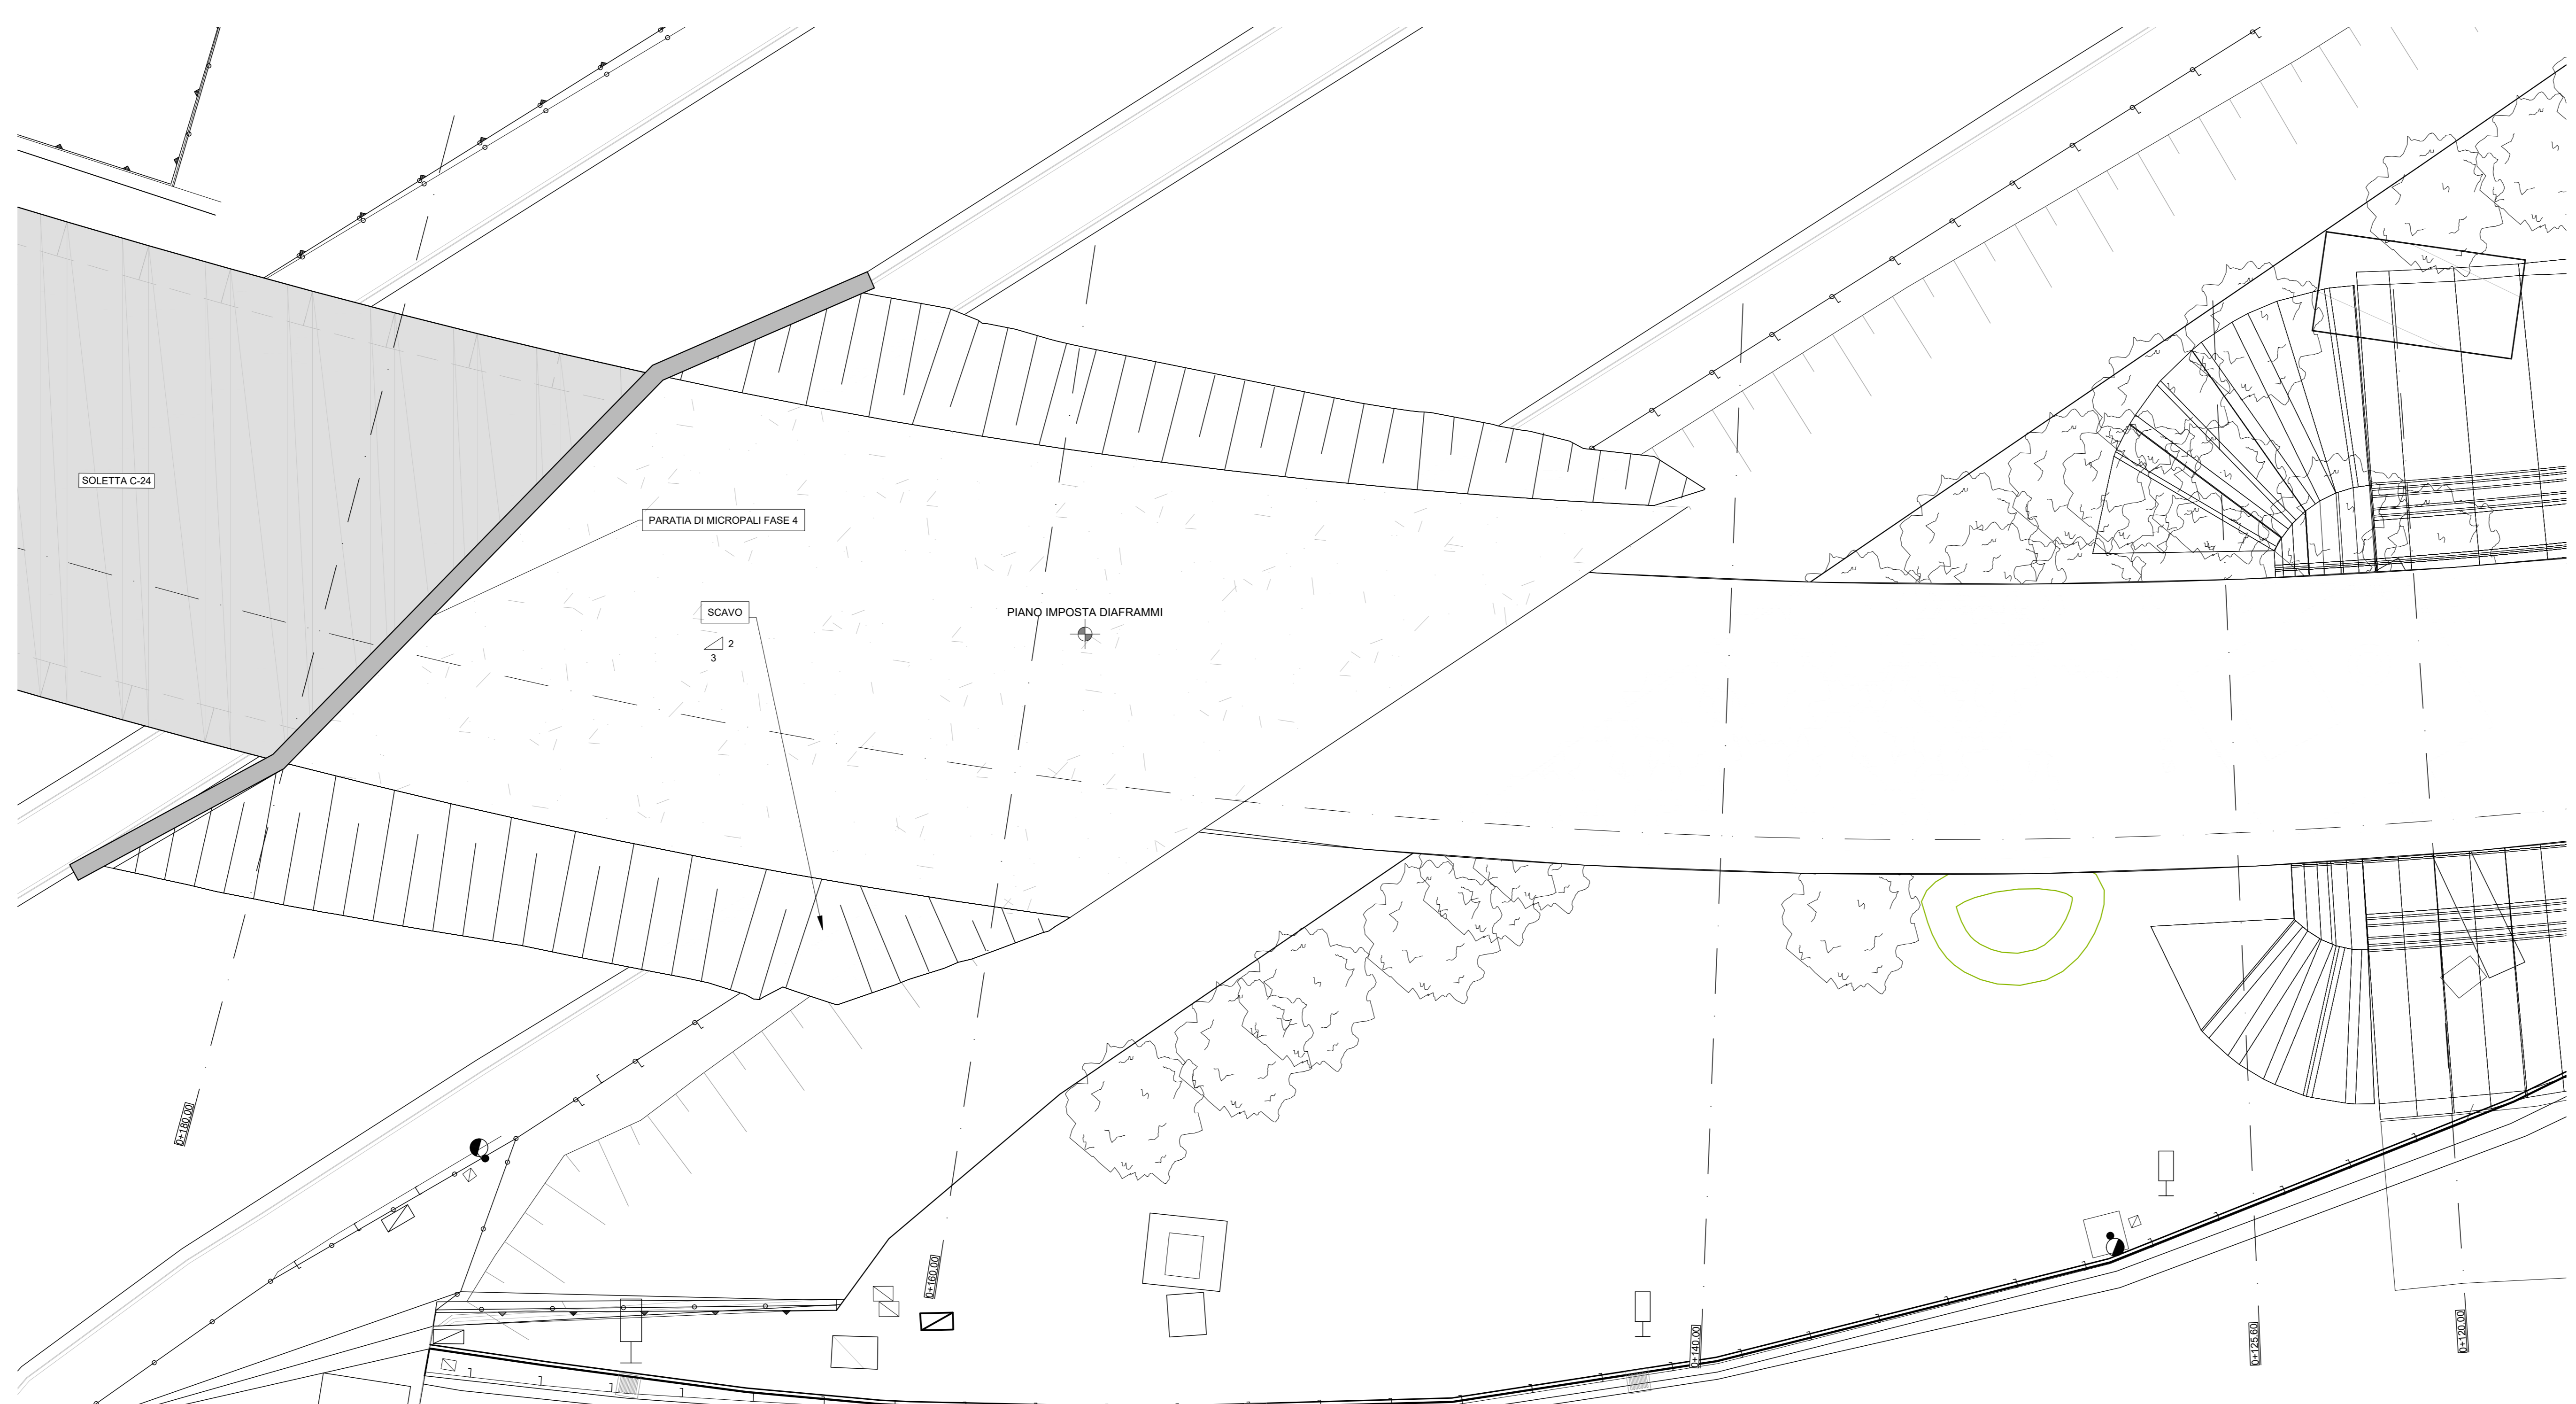 SOLETTA C-24
PARATIA DI MICROPALI FASE 4
SCAVO
2
3
PIANO IMPOSTA DIAFRAMMI
0+180.00
0+160.00
0+140.00
0+125.60
0+120.00